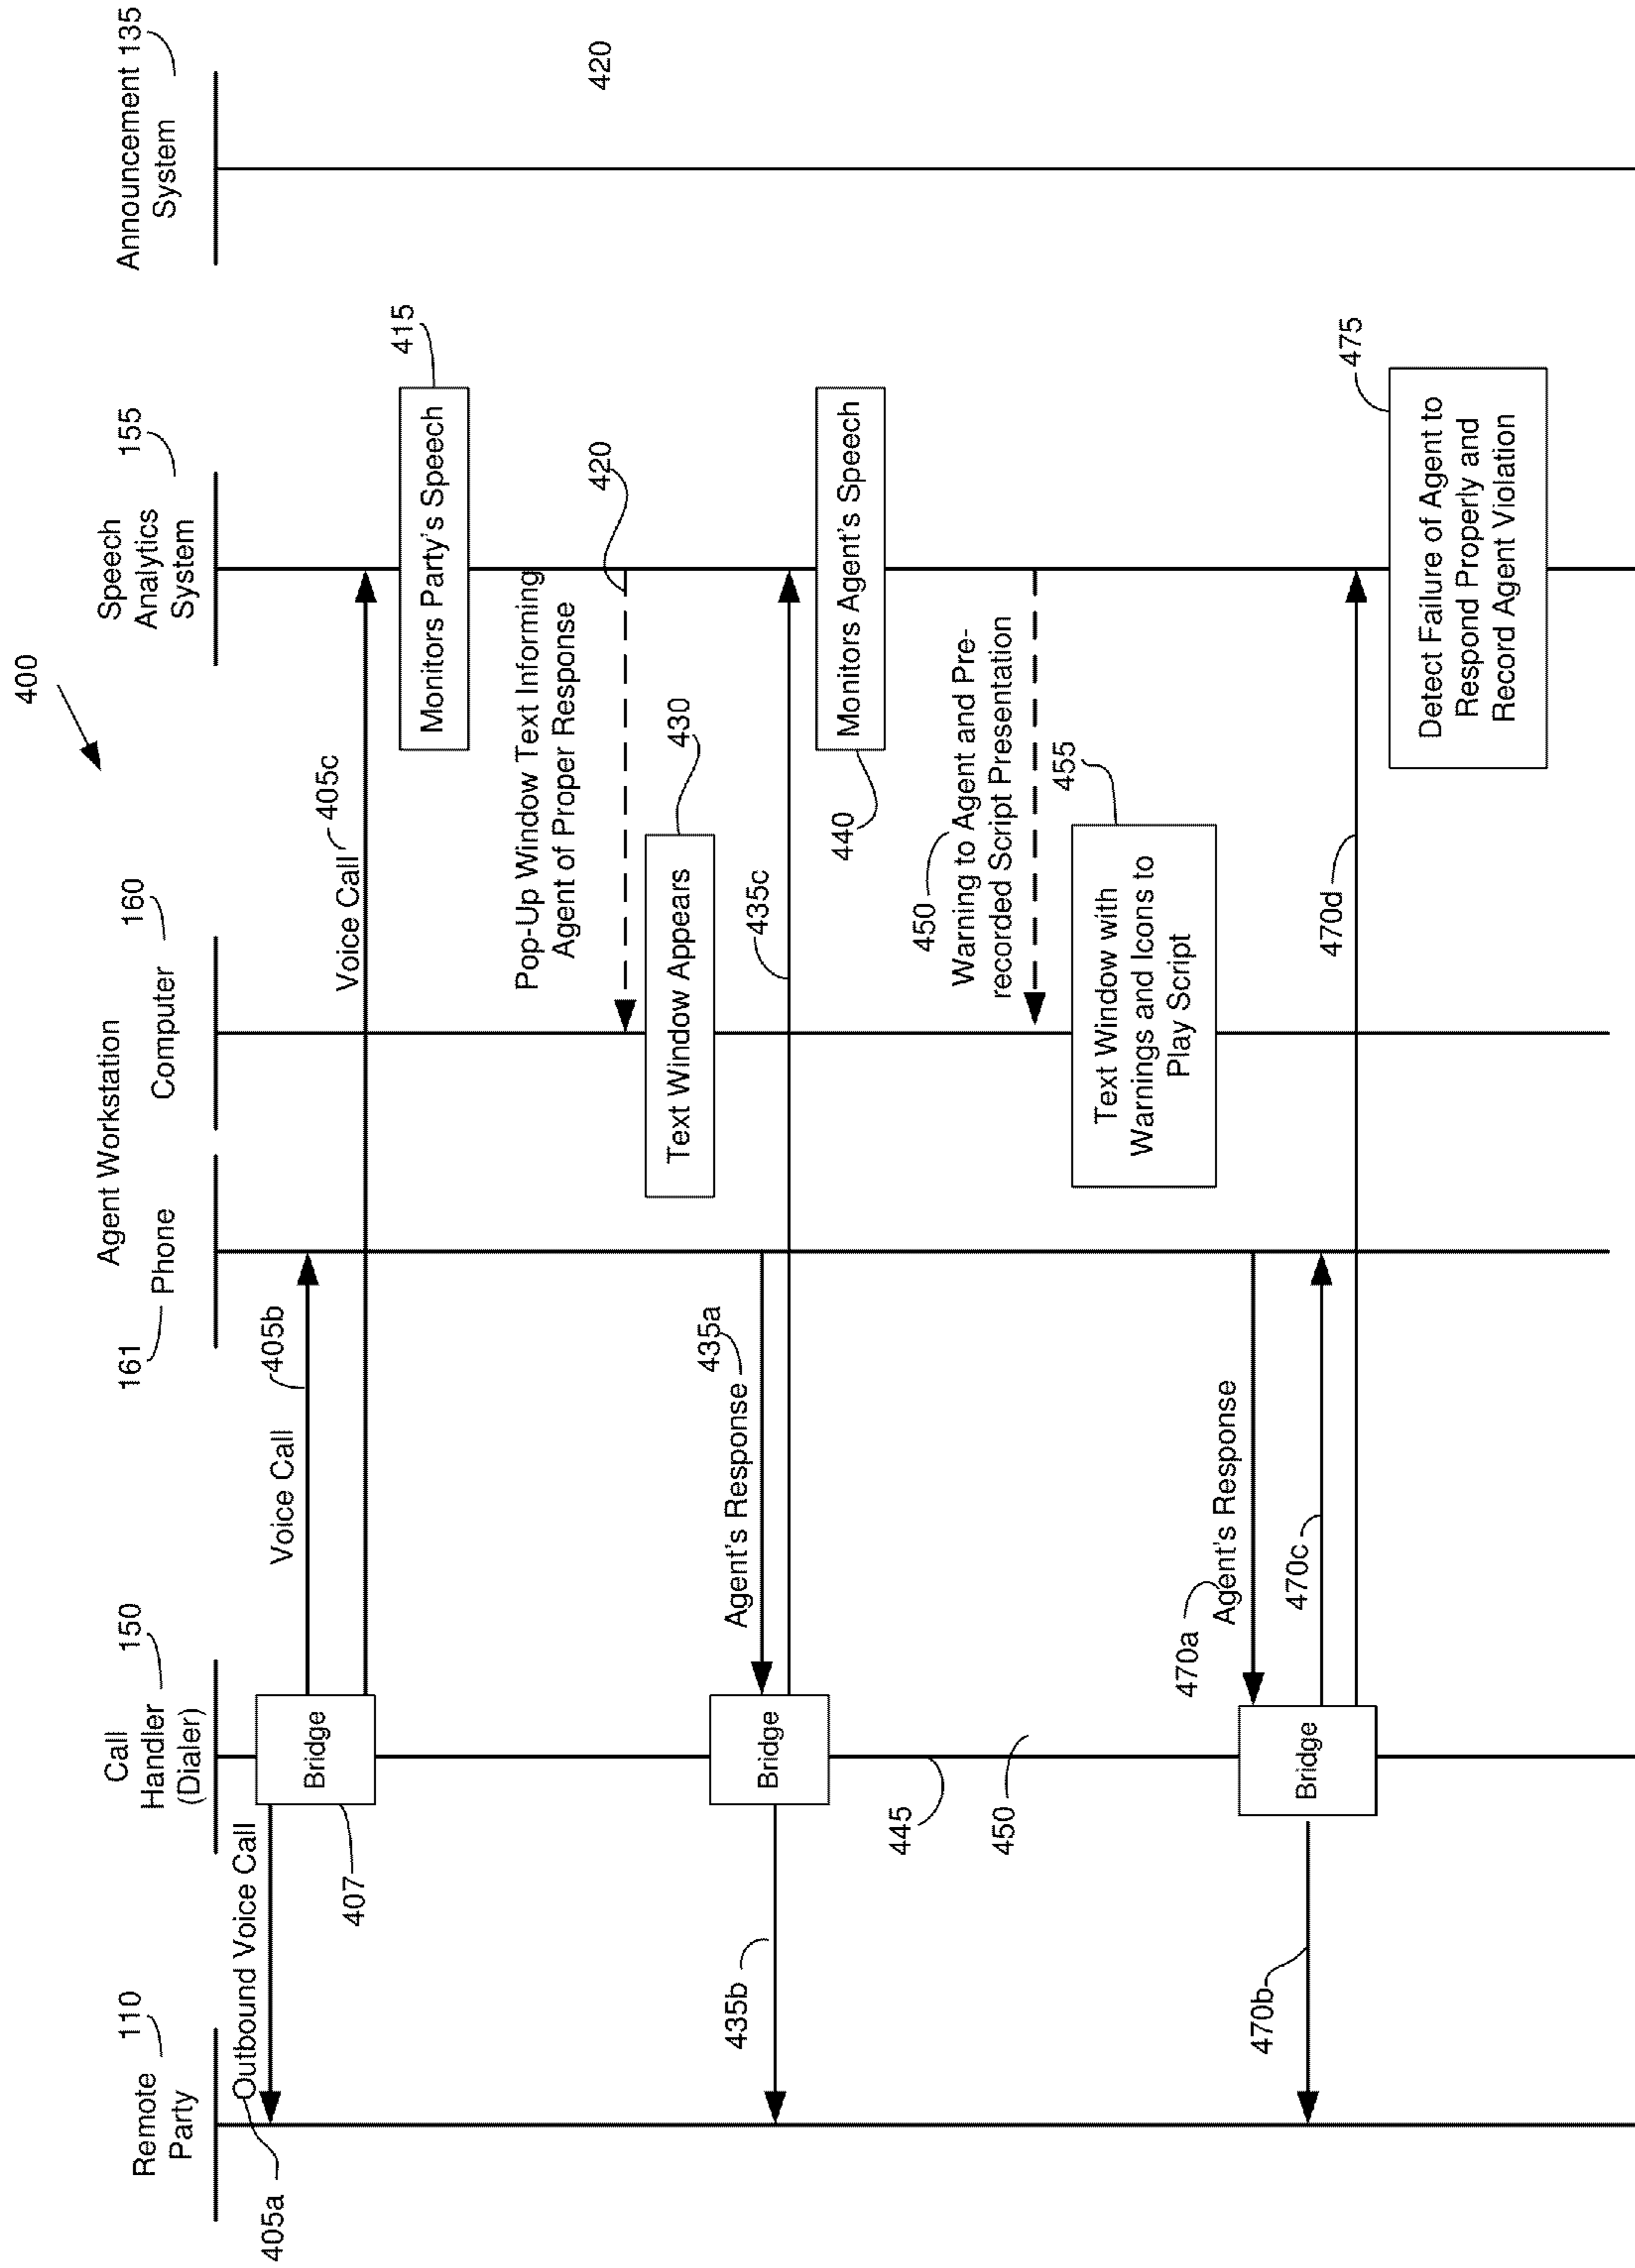 400
Remote
Party
110
Call
Handler
(Dialer)
150
Agent Workstation
161
Phone
Computer
160
Speech
Analytics
System
155
Announcement
System
135
405a
Outbound Voice Call
Bridge
407
Voice Call
405b
Voice Call
405c
Monitors Party's Speech
415
Pop-Up Window Text Informing
Agent of Proper Response
420
420
Text Window Appears
430
435b
Bridge
Agent's Response
435a
435c
Monitors Agent's Speech
440
445
450
450
Warning to Agent and Pre-
recorded Script Presentation
Text Window with
Warnings and Icons to
Play Script
455
470a
Agent's Response
470b
Bridge
470c
470d
Detect Failure of Agent to
Respond Properly and
Record Agent Violation
475